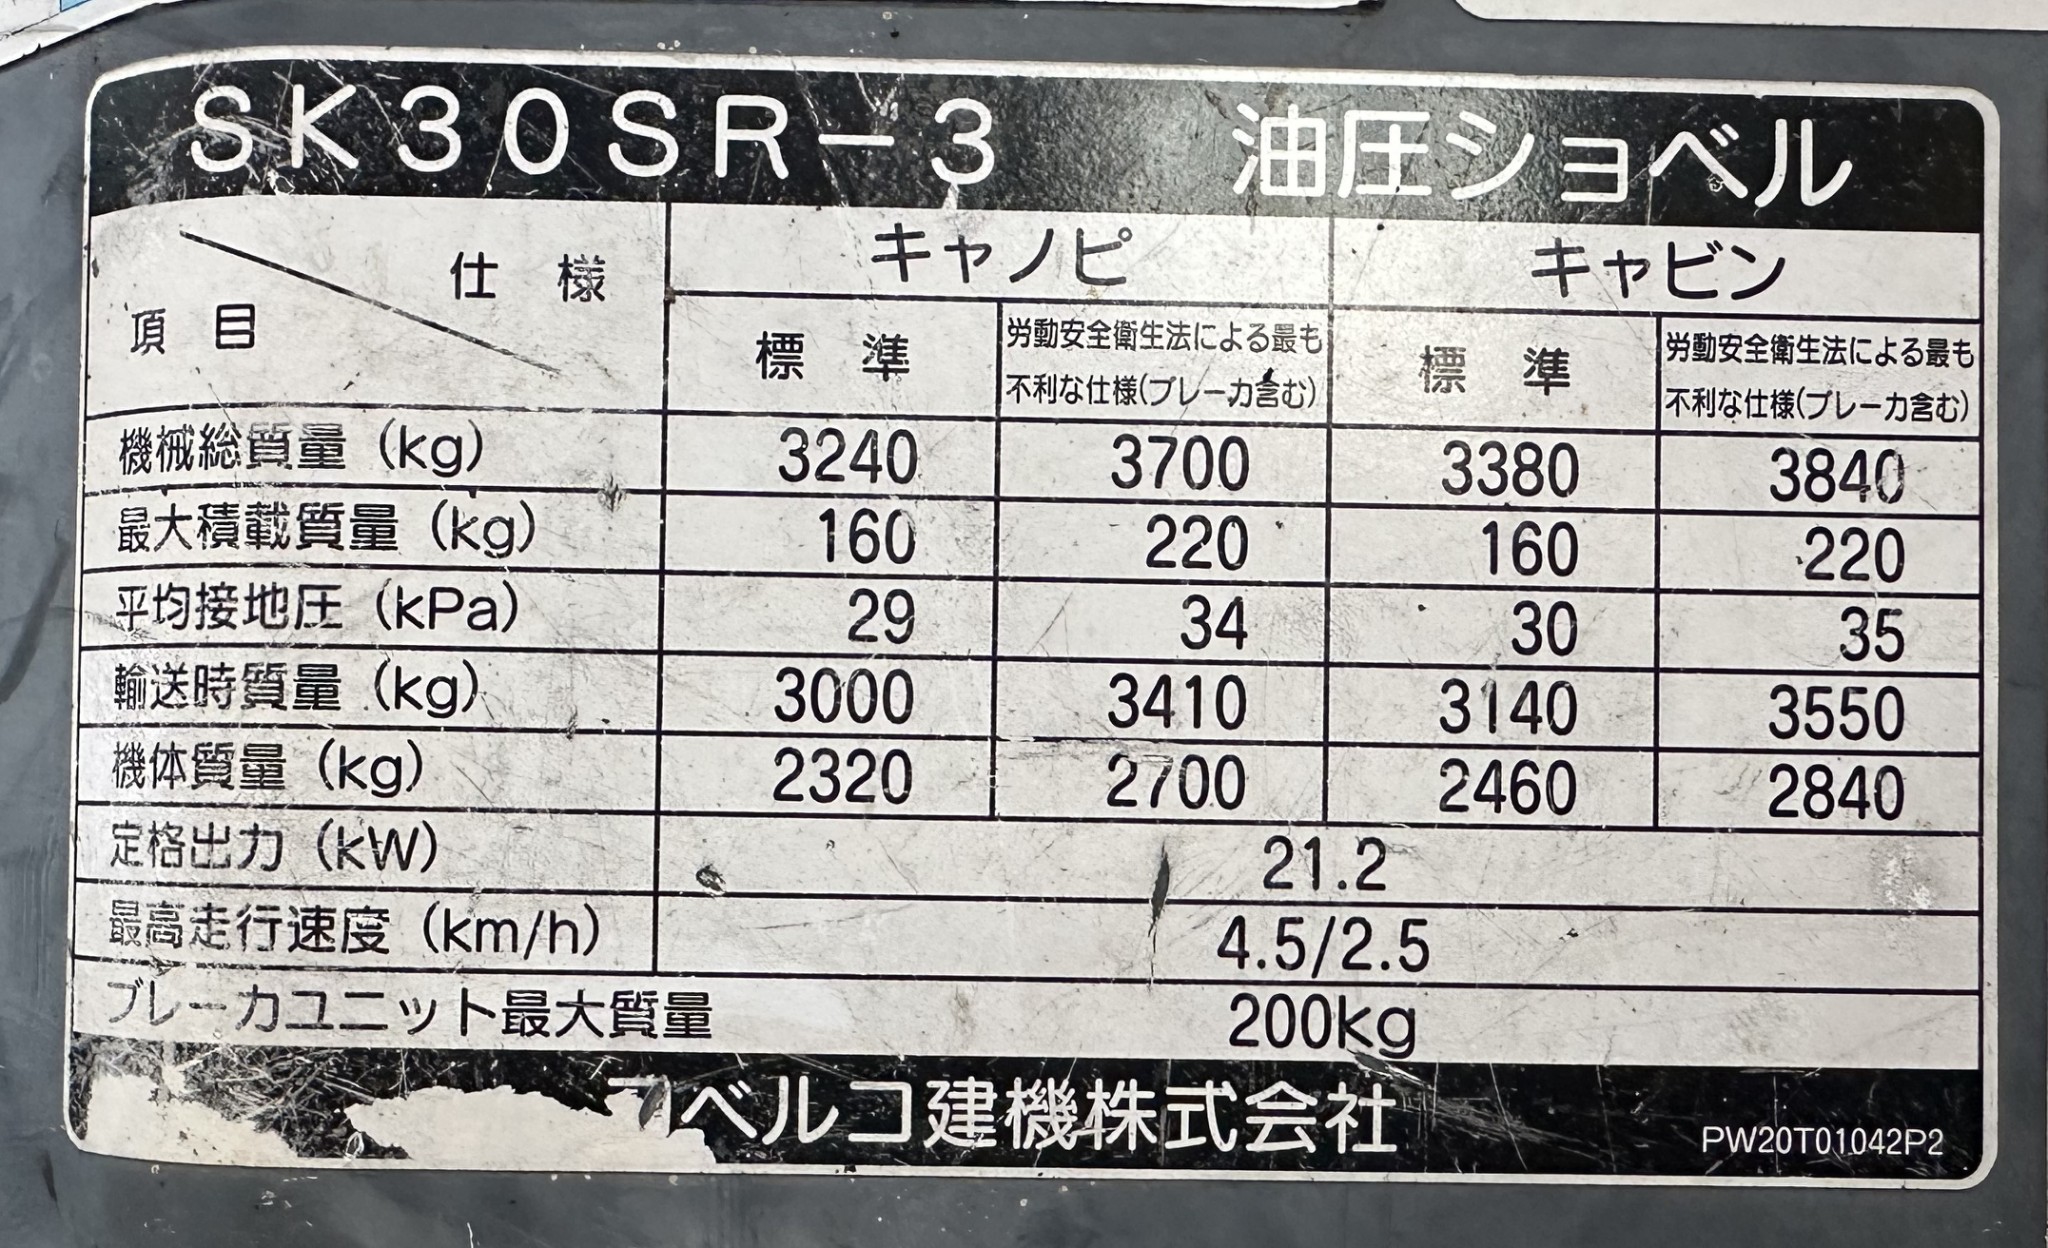 SK30SR-3 油圧ショベル
仕様 キャノピ キャビン
項目 標準 労動安全衛生法による最も 標準 労動安全衛生法による最も
不利な仕様(ブレーカ含む) 不利な仕様(ブレーカ含む)
機械総質量 (kg) 3240 3700 3380 3840
最大積載質量 (kg) 160 220 160 220
平均接地圧 (kPa) 29 34 30 35
輸送時質量 (kg) 3000 3410 3140 3550
機体質量 (kg) 2320 2700 2460 2840
定格出力 (kW) 21.2
最高走行速度 (km/h) 4.5/2.5
ブレーカユニット最大質量 200kg
コベルコ建機株式会社 PW20T01042P2